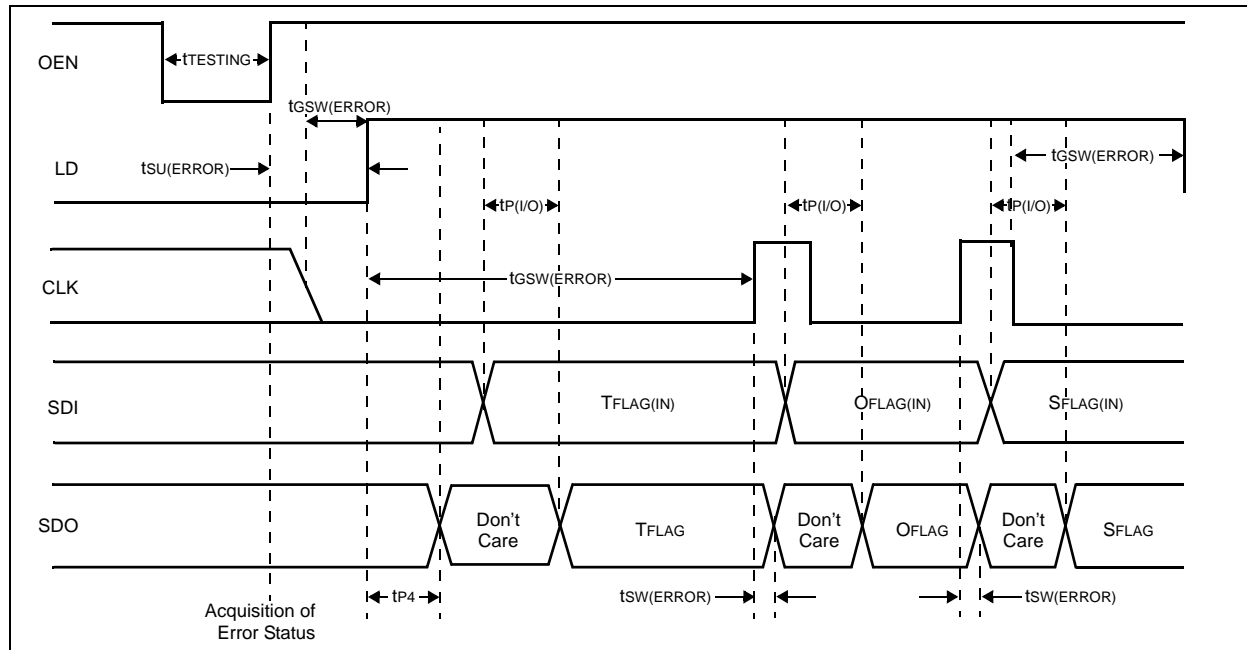 OEN
tTESTING
tGSW(ERROR)
LD
tSU(ERROR)
tGSW(ERROR)
tP(I/O)
tP(I/O)
tP(I/O)
CLK
tGSW(ERROR)
SDI
TFLAG(IN)
OFLAG(IN)
SFLAG(IN)
SDO
Don't
Care
TFLAG
Don't
Care
OFLAG
Don't
Care
SFLAG
tP4
tSW(ERROR)
tSW(ERROR)
Acquisition of
Error Status